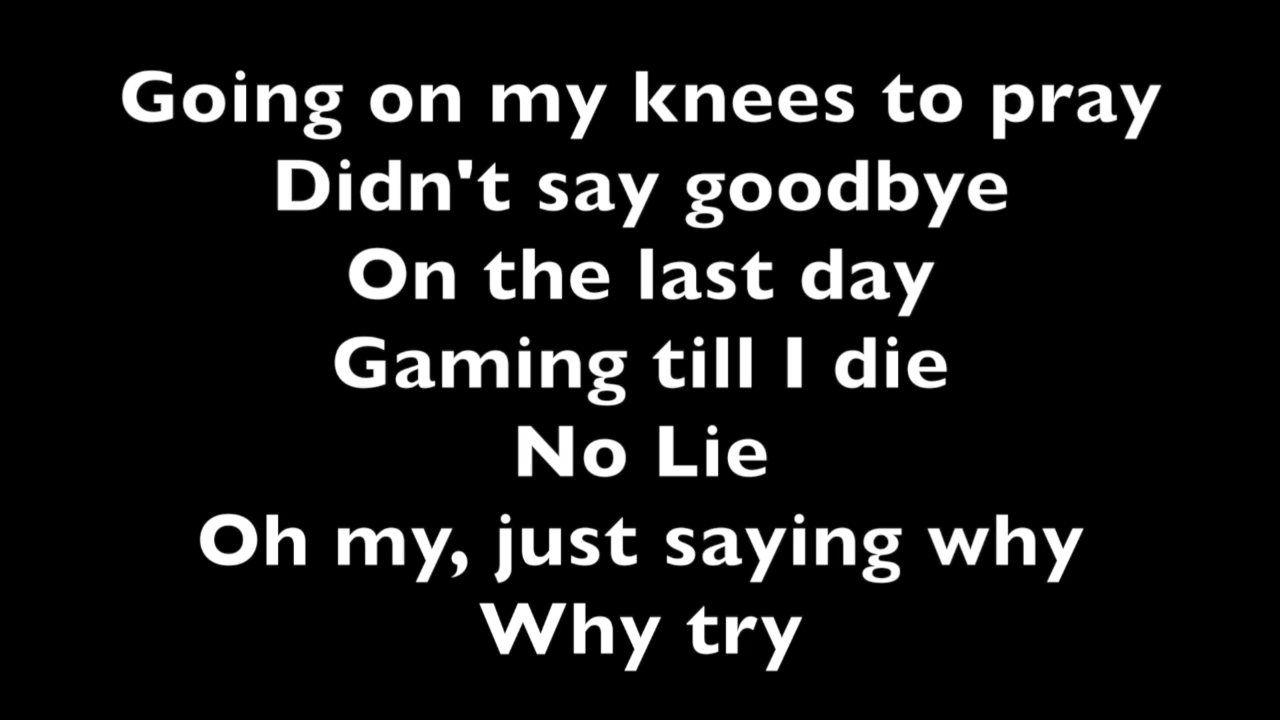 Going on my knees to pray
Didn't say goodbye
On the last day
Gaming till I die
No Lie
Oh my, just saying why
Why try